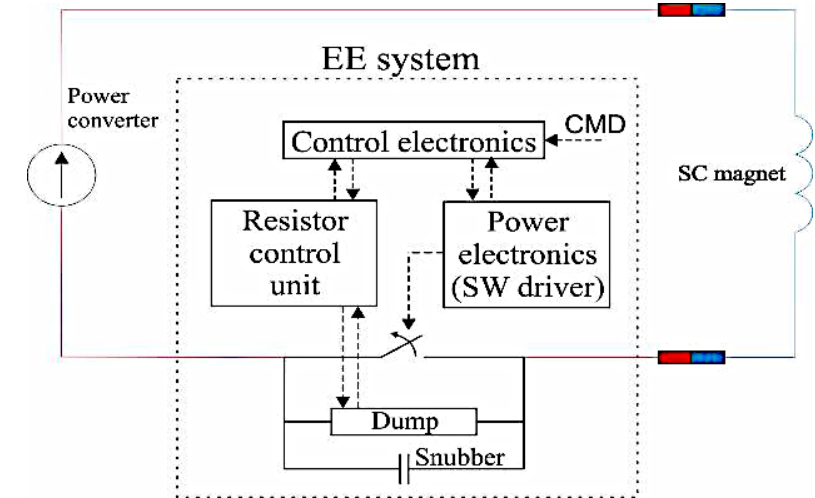 EE system
Power
converter
Control electronics
CMD
SC magnet
Resistor
control
unit
Power
electronics
(SW driver)
Dump
Snubber